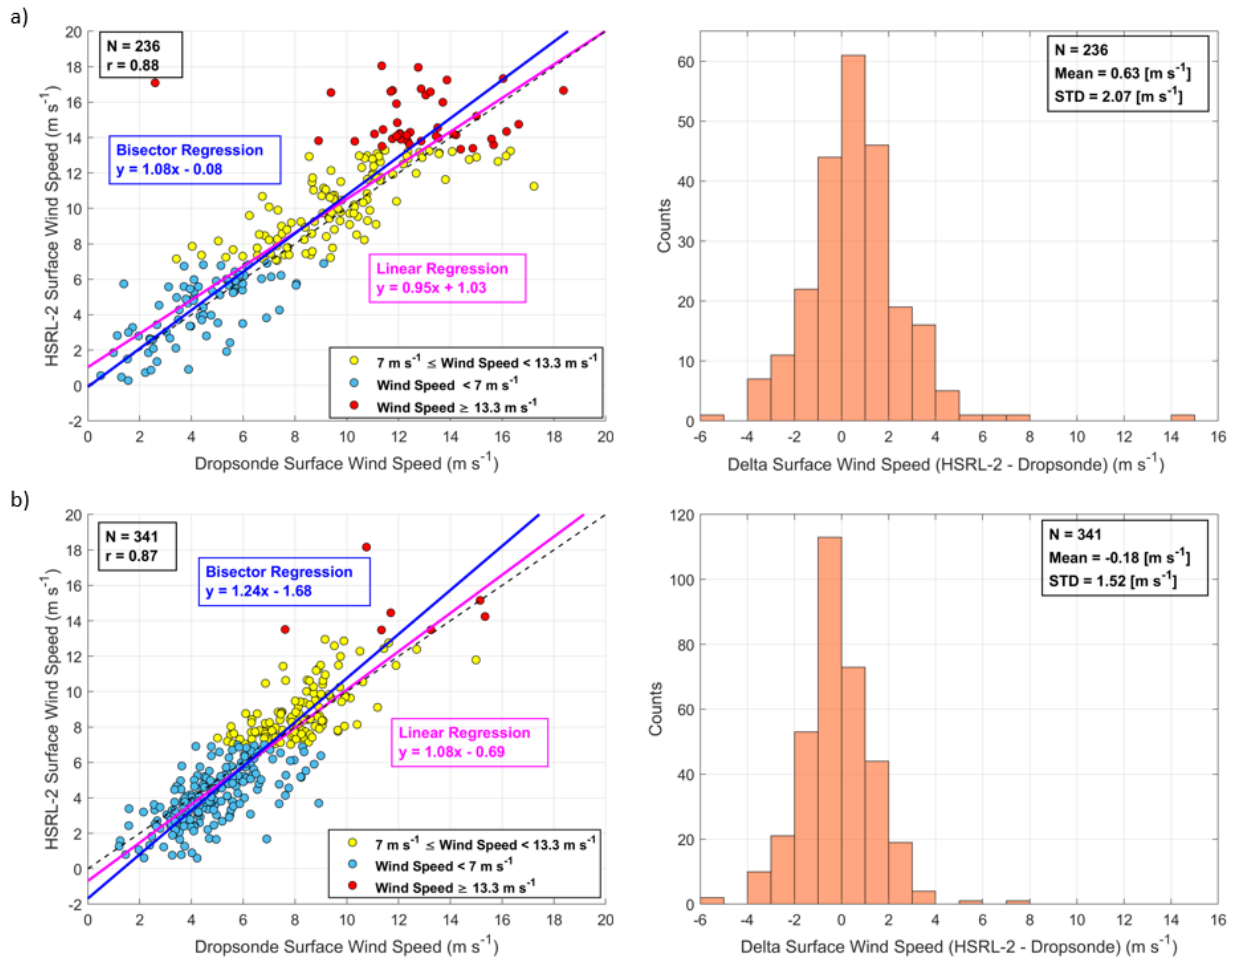 a)
N = 236
r = 0.88
Bisector Regression
y = 1.08x - 0.08
Linear Regression
y = 0.95x + 1.03
7 m s⁻¹ ≤ Wind Speed < 13.3 m s⁻¹
Wind Speed < 7 m s⁻¹
Wind Speed ≥ 13.3 m s⁻¹
HSRL-2 Surface Wind Speed (m s⁻¹)
20
18
16
14
12
10
8
6
4
2
0
-2
0 2 4 6 8 10 12 14 16 18 20
Dropsonde Surface Wind Speed (m s⁻¹)
N = 236
Mean = 0.63 [m s⁻¹]
STD = 2.07 [m s⁻¹]
Counts
60
50
40
30
20
10
0
-6 -4 -2 0 2 4 6 8 10 12 14 16
Delta Surface Wind Speed (HSRL-2 - Dropsonde) (m s⁻¹)
b)
N = 341
r = 0.87
Bisector Regression
y = 1.24x - 1.68
Linear Regression
y = 1.08x - 0.69
7 m s⁻¹ ≤ Wind Speed < 13.3 m s⁻¹
Wind Speed < 7 m s⁻¹
Wind Speed ≥ 13.3 m s⁻¹
HSRL-2 Surface Wind Speed (m s⁻¹)
20
18
16
14
12
10
8
6
4
2
0
-2
0 2 4 6 8 10 12 14 16 18 20
Dropsonde Surface Wind Speed (m s⁻¹)
N = 341
Mean = -0.18 [m s⁻¹]
STD = 1.52 [m s⁻¹]
Counts
120
100
80
60
40
20
0
-6 -4 -2 0 2 4 6 8 10 12 14 16
Delta Surface Wind Speed (HSRL-2 - Dropsonde) (m s⁻¹)